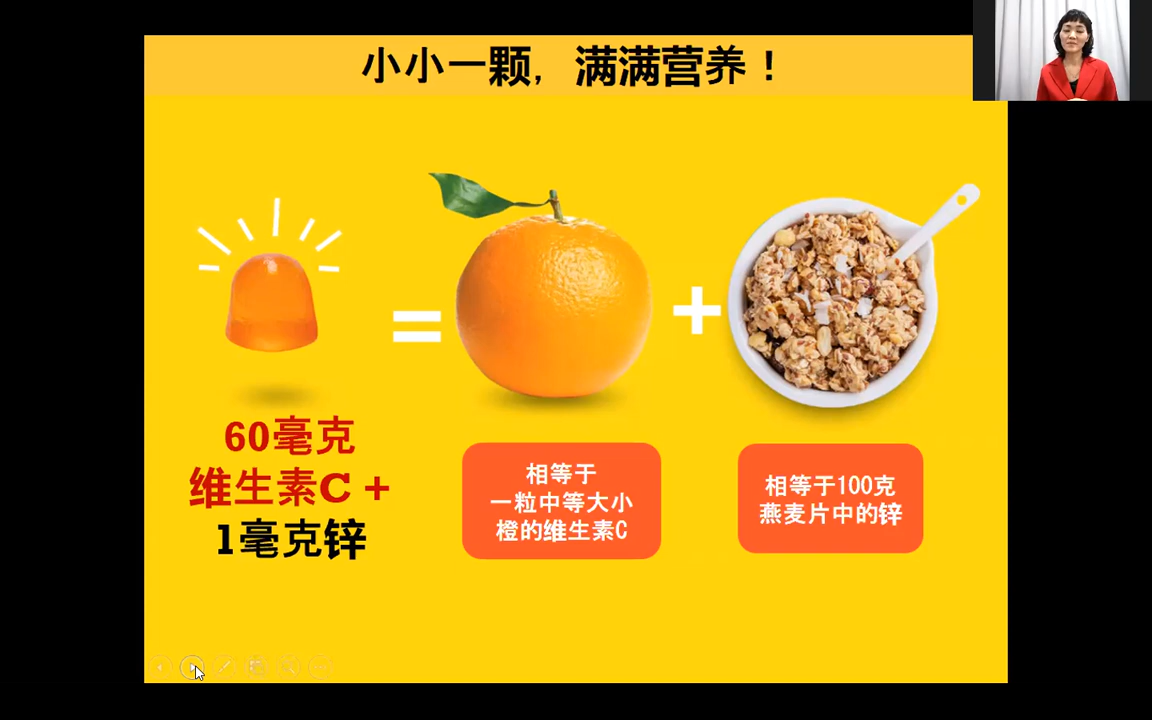 小小一颗，满满营养！
60毫克
维生素C +
1毫克锌
相等于
一粒中等大小
橙的维生素C
相等于100克
燕麦片中的锌